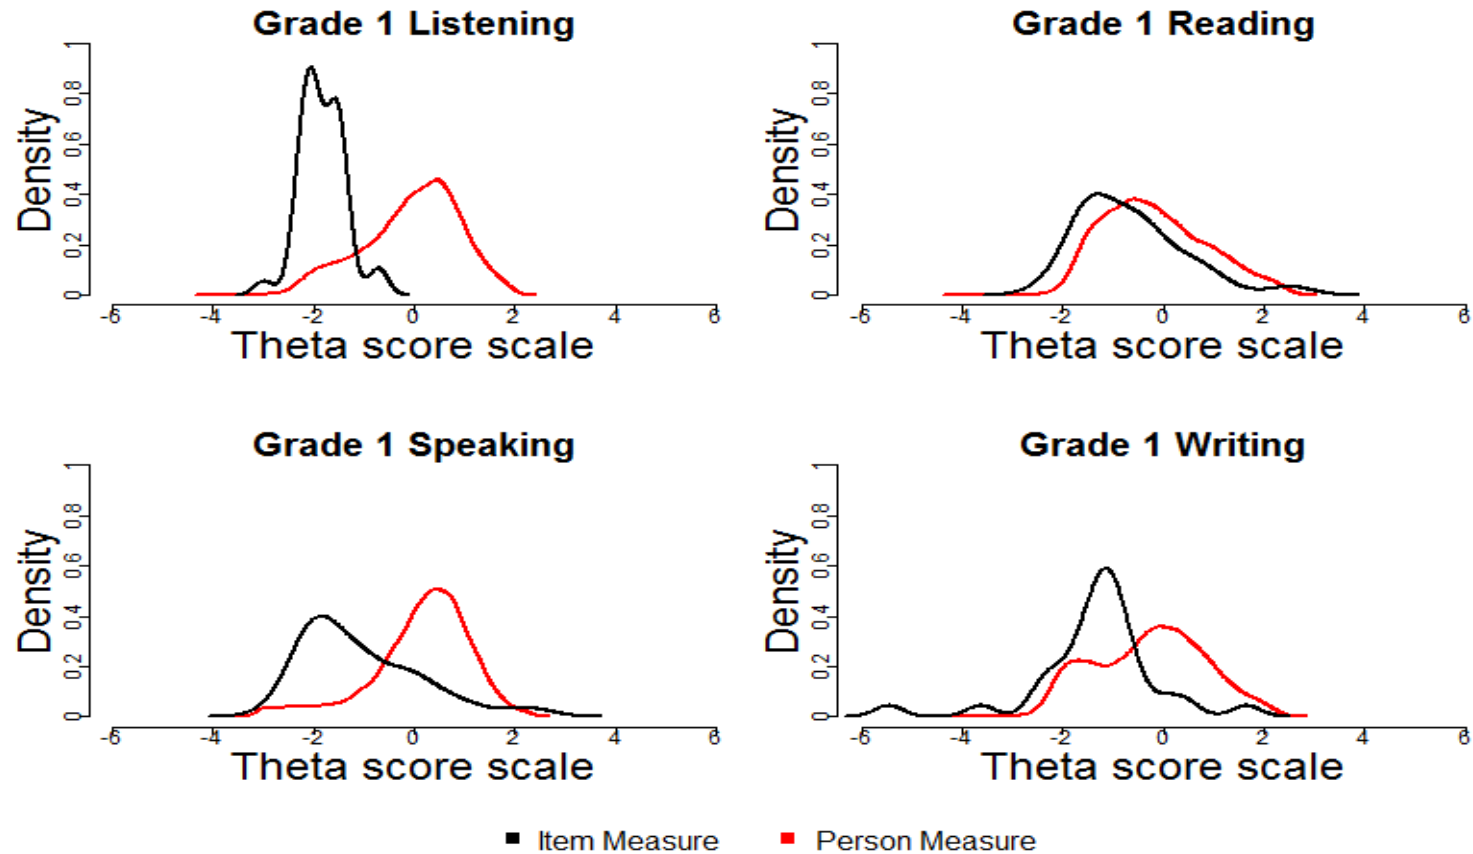 Grade 1 Listening
Density
0 0.2 0.4 0.6 0.8 1
-6 -4 -2 0 2 4 6
Theta score scale
Grade 1 Reading
Density
0 0.2 0.4 0.6 0.8 1
-6 -4 -2 0 2 4 6
Theta score scale
Grade 1 Speaking
Density
0 0.2 0.4 0.6 0.8 1
-6 -4 -2 0 2 4 6
Theta score scale
Grade 1 Writing
Density
0 0.2 0.4 0.6 0.8 1
-6 -4 -2 0 2 4 6
Theta score scale
Item Measure
Person Measure